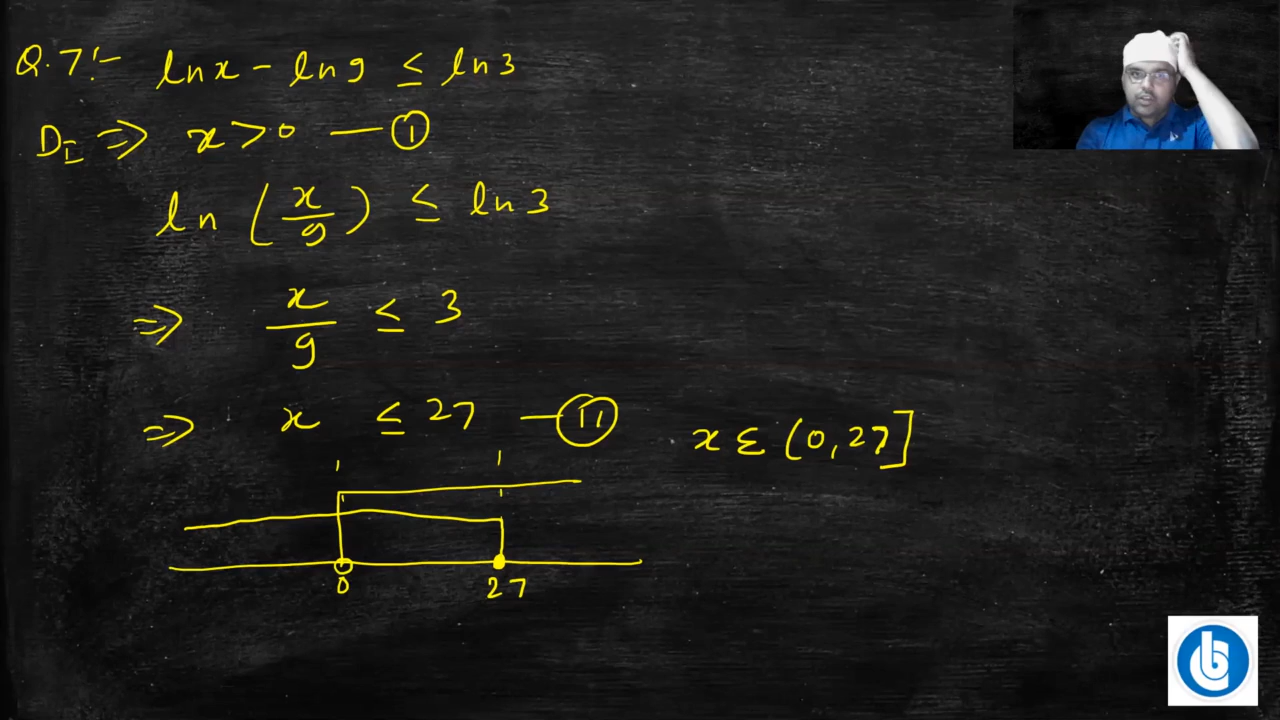 Q.7:- ln x - ln 9 ≤ ln 3
D_I ⇒ x > 0 — ①
ln (x/9) ≤ ln 3
⇒ x/9 ≤ 3
⇒ x ≤ 27 — Ⓘ Ⓘ
x Σ (0, 27]
0 27